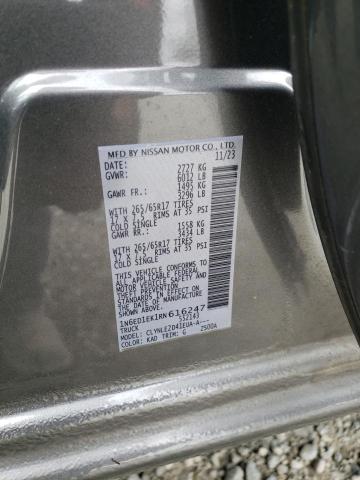 MFD BY NISSAN MOTOR CO., LTD.
DATE: 11/23
GVWR: 2727 KG
6012 LB
GAWR FR: 1495 KG
3296 LB
WITH 265/65R17 TIRES
17 X 7.5 RIMS AT 35 PSI
COLD SINGLE
GAWR RR: 1558 KG
3434 LB
WITH 265/65R17 TIRES
17 X 7.5 RIMS AT 35 PSI
COLD SINGLE
THIS VEHICLE CONFORMS TO ALL
APPLICABLE FEDERAL MOTOR
VEHICLE SAFETY AND THEFT PREVENTION
STANDARDS IN EFFECT ON
THE DATE OF MANUFACTURE
SHOWN ABOVE.
1N6ED1EK1RN616247
TRUCK 552143
MODEL: CLYNLE2D41EUA-A---
COLOR: KAD TRIM: G 2500A